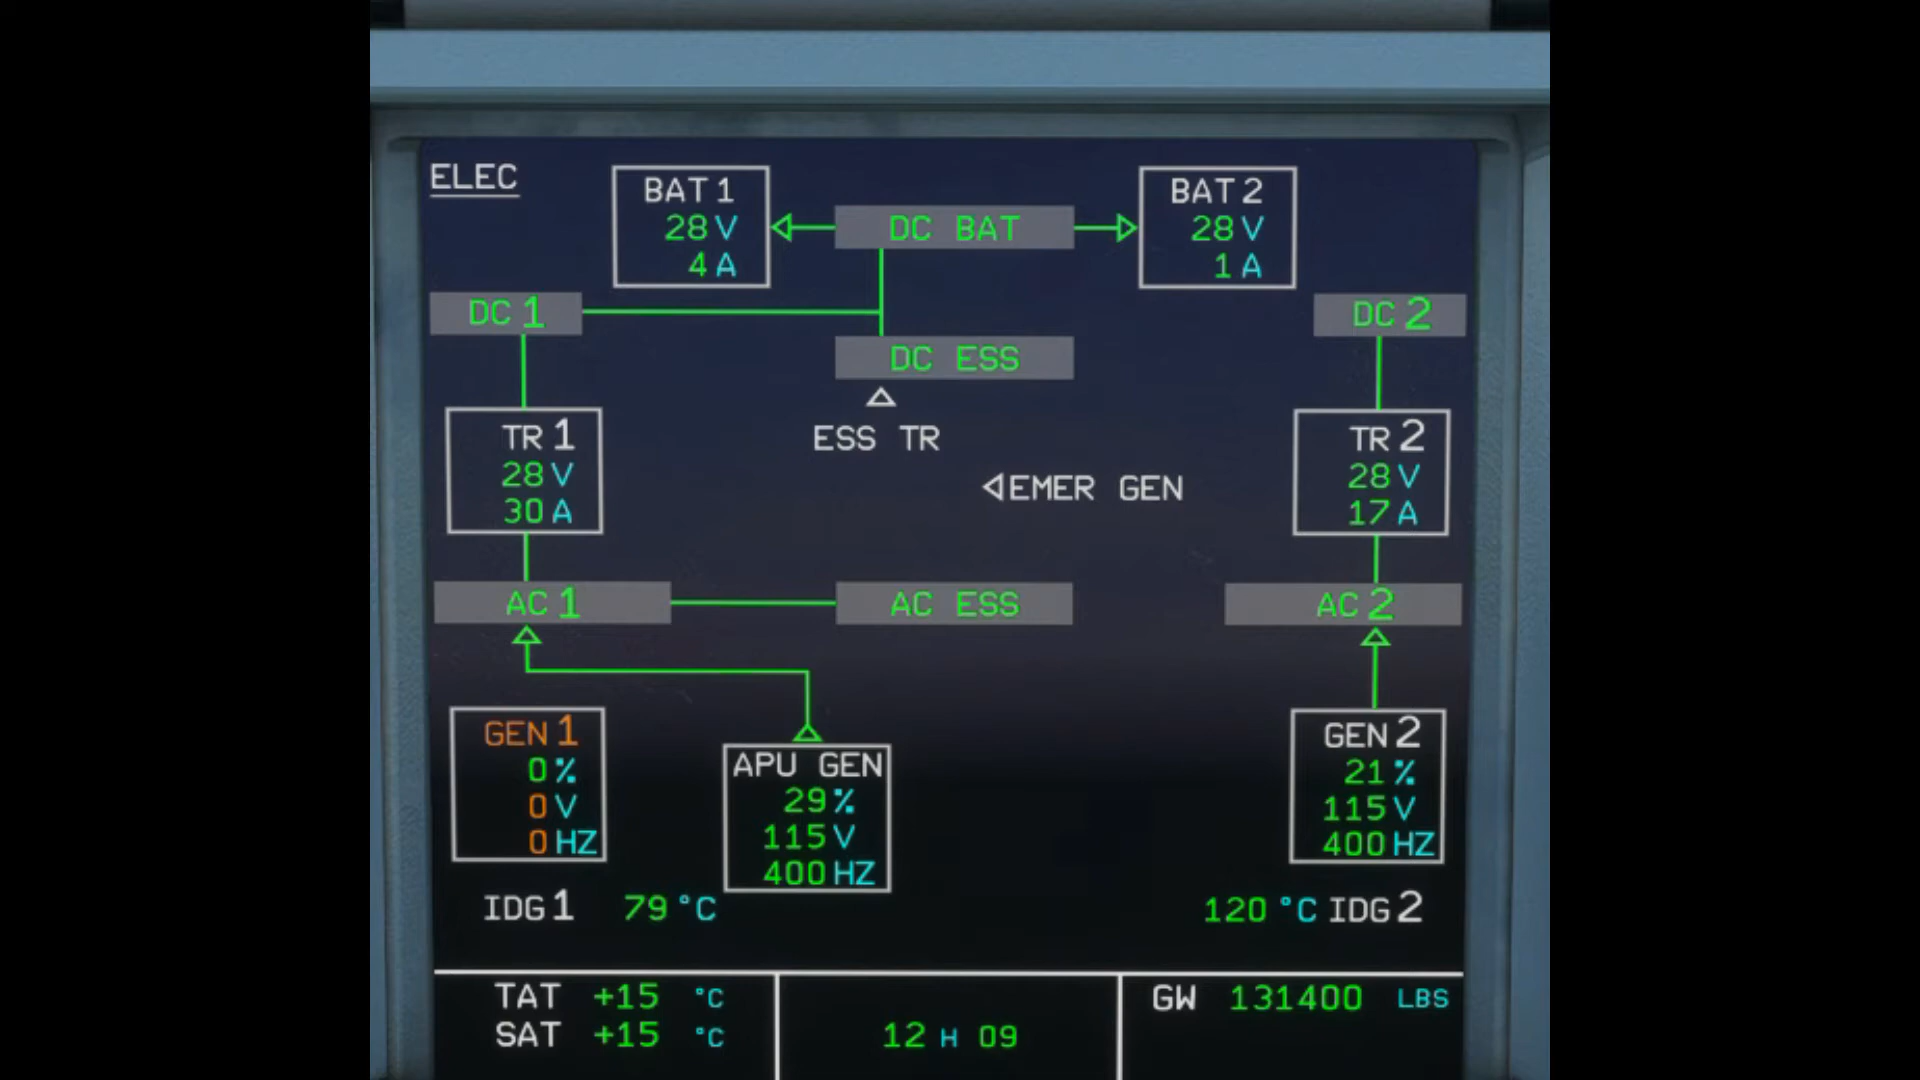 ELEC
BAT 1
28 V
4 A
DC BAT
BAT 2
28 V
1 A
DC 1
DC 2
DC ESS
ESS TR
EMER GEN
TR 1
28 V
30 A
TR 2
28 V
17 A
AC 1
AC ESS
AC 2
GEN 1
0 %
0 V
0 HZ
APU GEN
29 %
115 V
400 HZ
GEN 2
21 %
115 V
400 HZ
IDG 1 79 °C
120 °C IDG 2
TAT +15 °C
SAT +15 °C
12 H 09
GW 131400 LBS